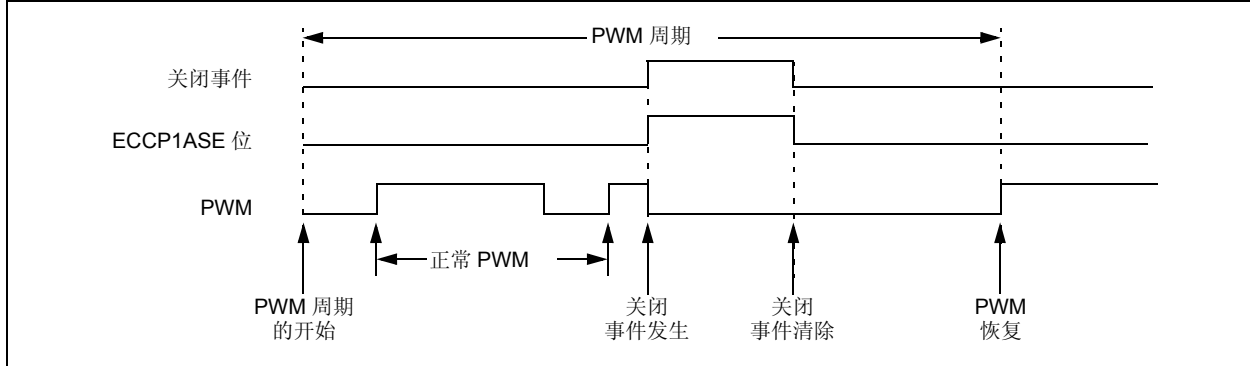 PWM 周期
关闭事件
ECCP1ASE 位
PWM
正常 PWM
PWM 周期
的开始
关闭
事件发生
关闭
事件清除
PWM
恢复